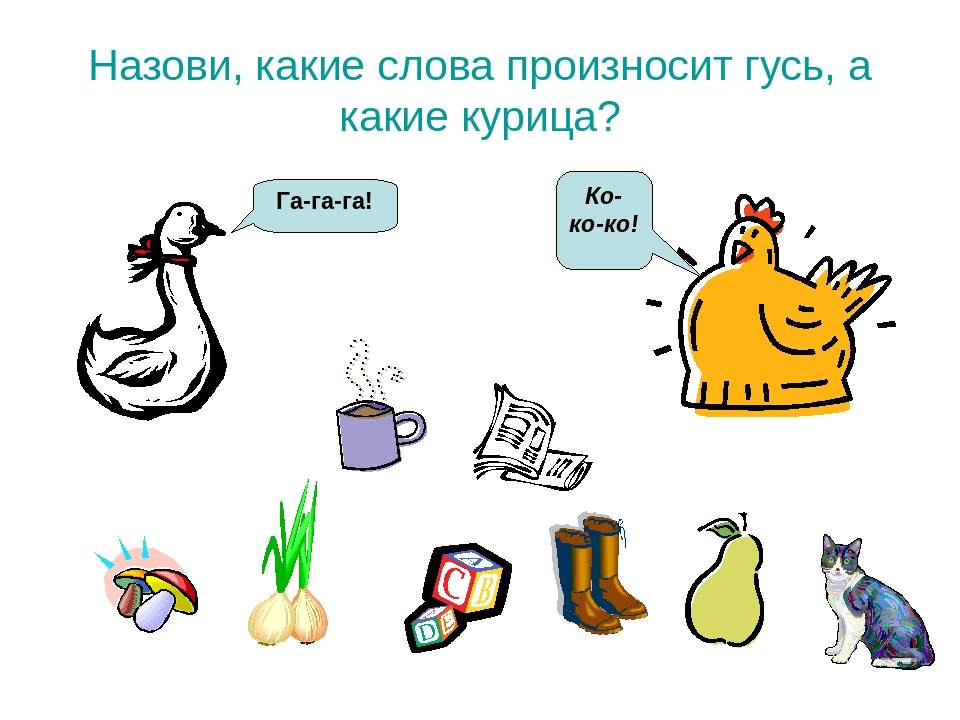 Назови, какие слова произносит гусь, а
какие курица?
Га-га-га!
Ко-
ко-ко!
A
C
B
D
E